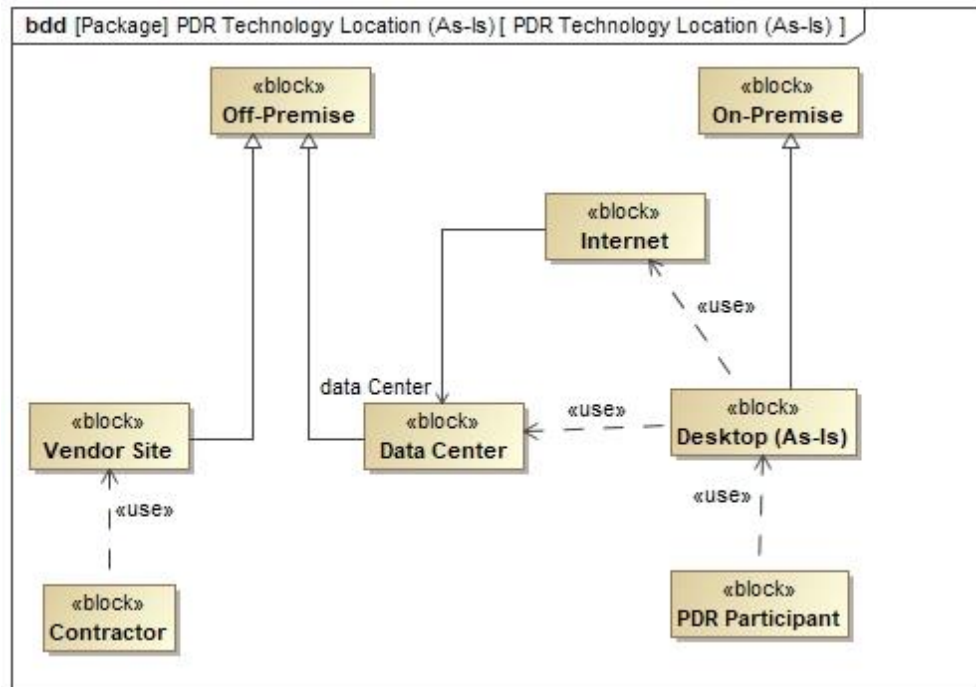 bdd [Package] PDR Technology Location (As-Is) [ PDR Technology Location (As-Is) ]
«block»
Off-Premise
«block»
On-Premise
«block»
Internet
«use»
data Center
«block»
Vendor Site
«block»
Data Center
«use»
«block»
Desktop (As-Is)
«use»
«use»
«block»
Contractor
«block»
PDR Participant